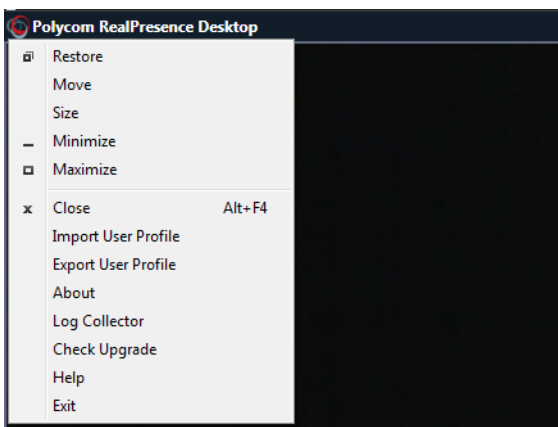 Polycom RealPresence Desktop
Restore
Move
Size
Minimize
Maximize
Close Alt+F4
Import User Profile
Export User Profile
About
Log Collector
Check Upgrade
Help
Exit